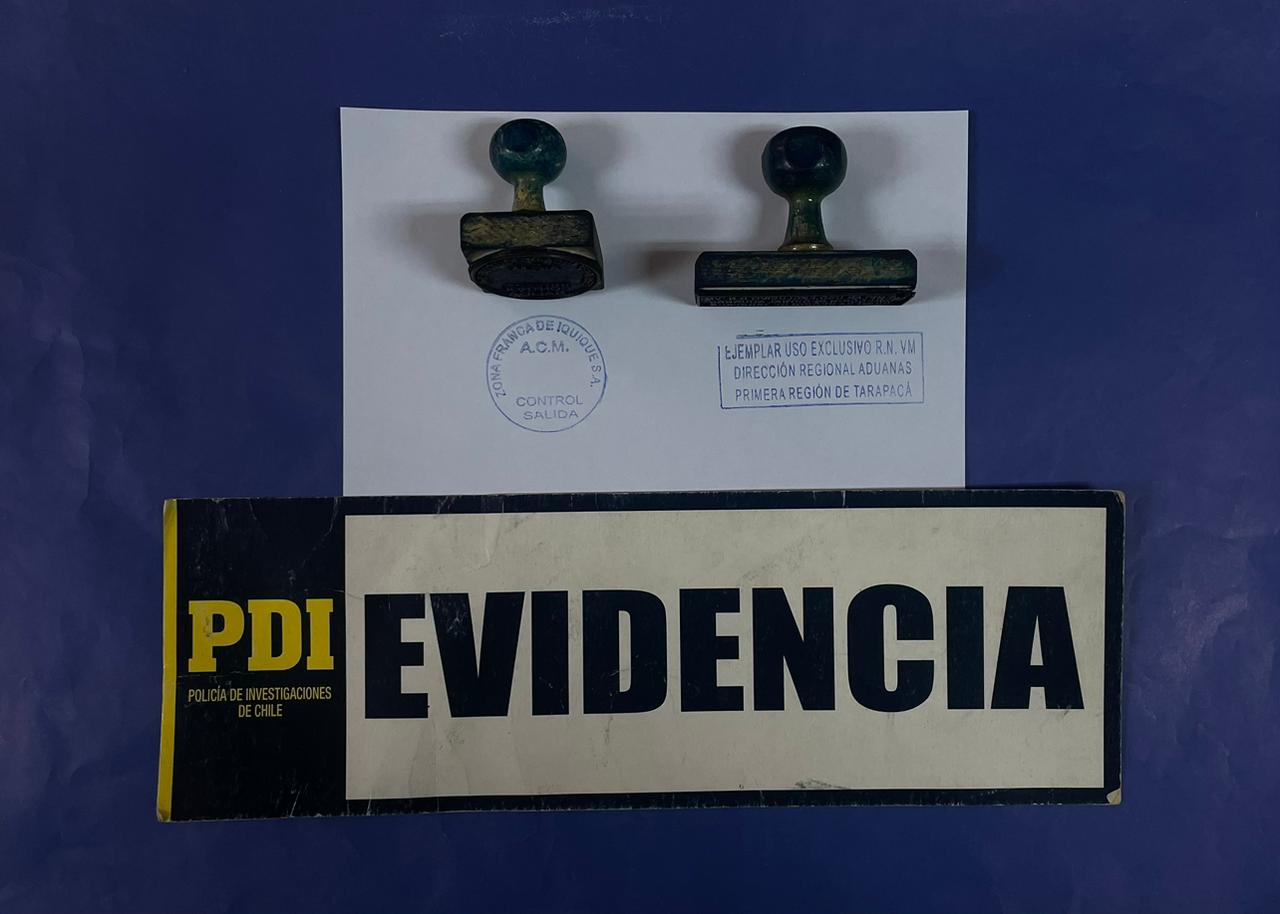 ZONA FRANCA DE IQUIQUE S.A.
A.C.M.
CONTROL
SALIDA
EJEMPLAR USO EXCLUSIVO R.N. VM
DIRECCIÓN REGIONAL ADUANAS
PRIMERA REGIÓN DE TARAPACÁ
PDI
POLICÍA DE INVESTIGACIONES
DE CHILE
EVIDENCIA